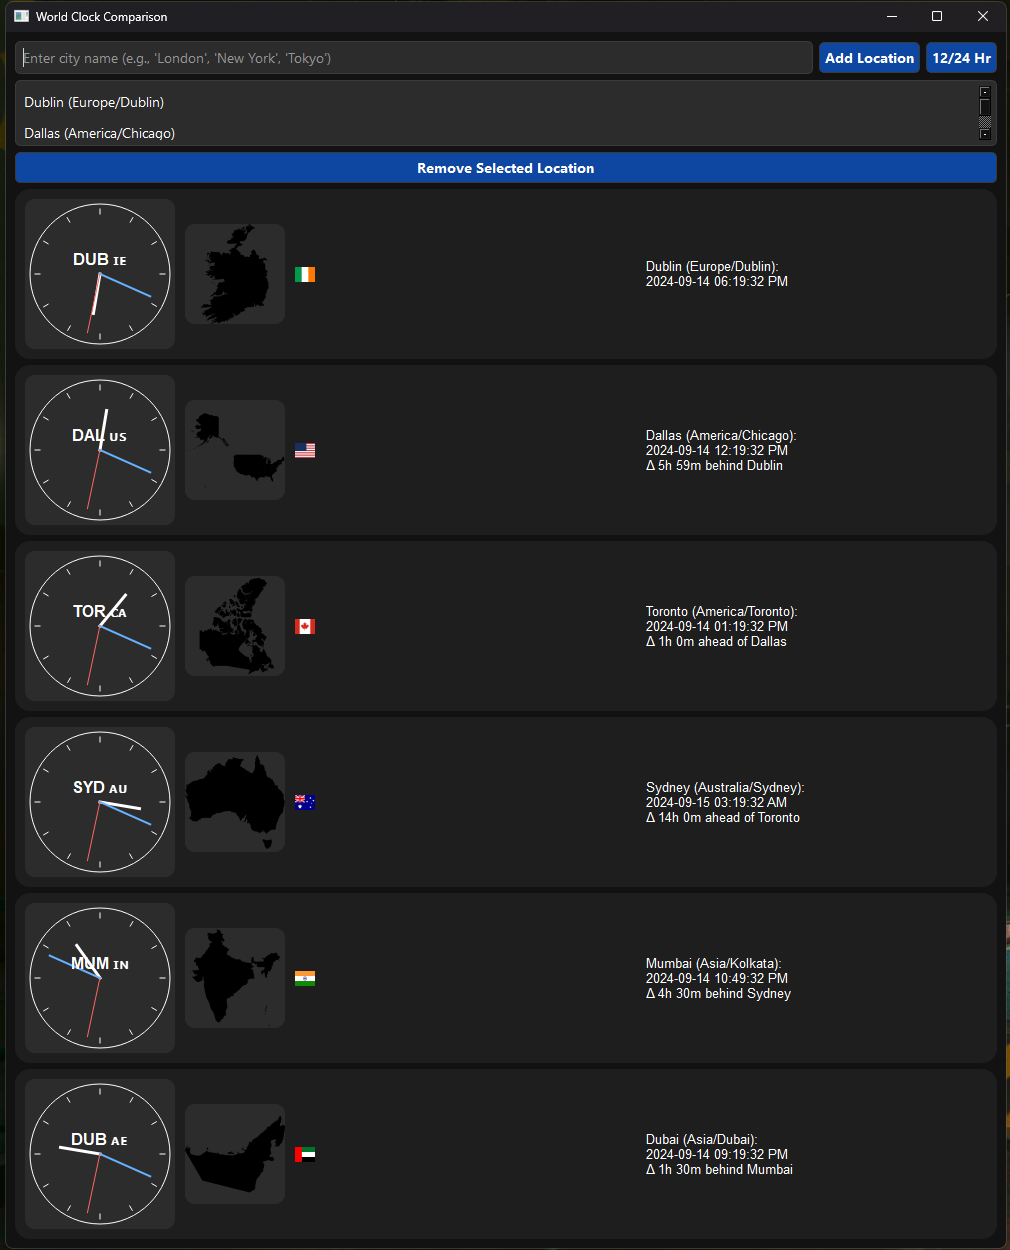 World Clock Comparison
Enter city name (e.g., 'London', 'New York', 'Tokyo')
Add Location
12/24 Hr
Dublin (Europe/Dublin)
Dallas (America/Chicago)
Remove Selected Location
DUB IE
Dublin (Europe/Dublin):
2024-09-14 06:19:32 PM
DAL US
Dallas (America/Chicago):
2024-09-14 12:19:32 PM
Δ 5h 59m behind Dublin
TOR CA
Toronto (America/Toronto):
2024-09-14 01:19:32 PM
Δ 1h 0m ahead of Dallas
SYD AU
Sydney (Australia/Sydney):
2024-09-15 03:19:32 AM
Δ 14h 0m ahead of Toronto
MUM IN
Mumbai (Asia/Kolkata):
2024-09-14 10:49:32 PM
Δ 4h 30m behind Sydney
DUB AE
Dubai (Asia/Dubai):
2024-09-14 09:19:32 PM
Δ 1h 30m behind Mumbai